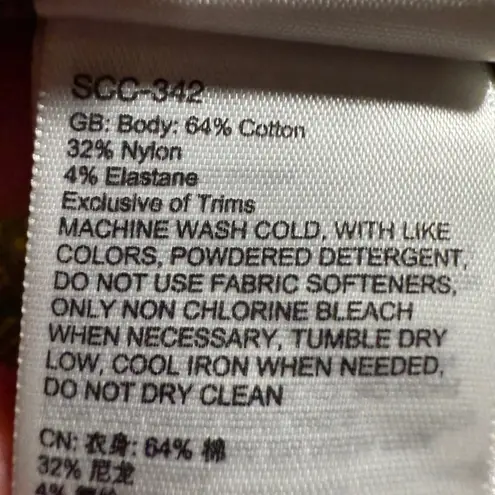 SCC-342
GB: Body: 64% Cotton
32% Nylon
4% Elastane
Exclusive of Trims
MACHINE WASH COLD, WITH LIKE
COLORS, POWDERED DETERGENT,
DO NOT USE FABRIC SOFTENERS,
ONLY NON CHLORINE BLEACH
WHEN NECESSARY, TUMBLE DRY
LOW, COOL IRON WHEN NEEDED,
DO NOT DRY CLEAN
CN: 衣身: 64% 棉
32% 尼龙
4%